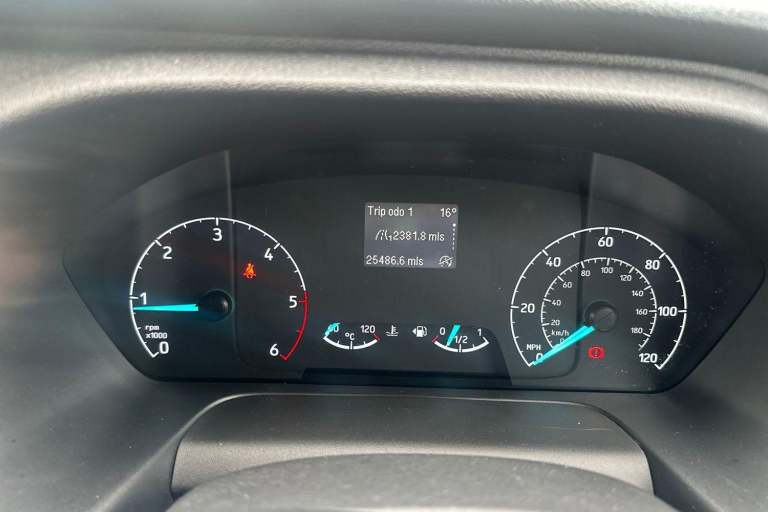 Trip odo 1 16°
2381.8 mls
25486.6 mls
0 1 2 3 4 5 6
rpm
x1000
60 120
°C
0 1/2 1
0 20 40 60 80 100 120
MPH
0 20 40 60 80 100 120 140 160 180
km/h